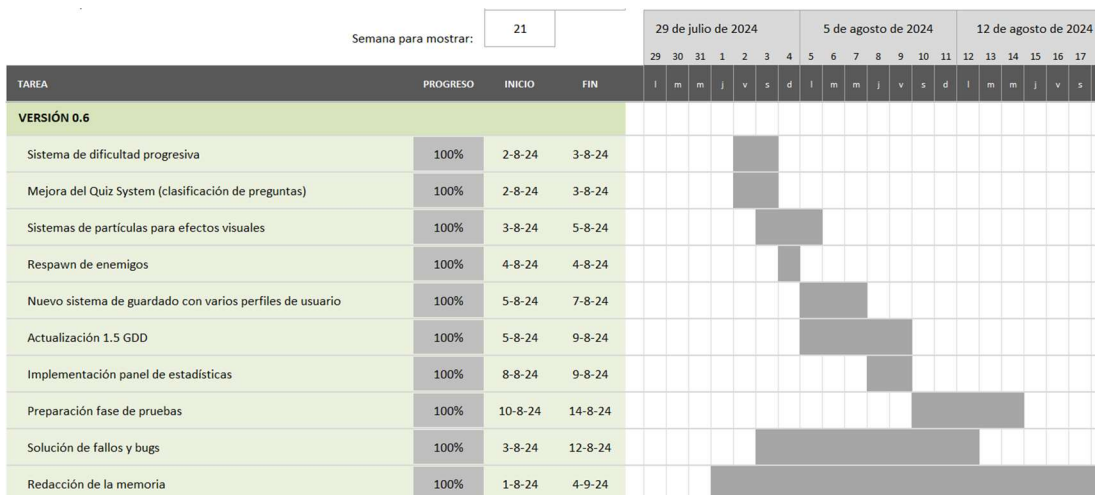 Semana para mostrar: 21
29 de julio de 2024 5 de agosto de 2024 12 de agosto de 2024
29 30 31 1 2 3 4 5 6 7 8 9 10 11 12 13 14 15 16 17
TAREA PROGRESO INICIO FIN l m m j v s d l m m j v s d l m m j v s
VERSIÓN 0.6
Sistema de dificultad progresiva 100% 2-8-24 3-8-24
Mejora del Quiz System (clasificación de preguntas) 100% 2-8-24 3-8-24
Sistemas de partículas para efectos visuales 100% 3-8-24 5-8-24
Respawn de enemigos 100% 4-8-24 4-8-24
Nuevo sistema de guardado con varios perfiles de usuario 100% 5-8-24 7-8-24
Actualización 1.5 GDD 100% 5-8-24 9-8-24
Implementación panel de estadísticas 100% 8-8-24 9-8-24
Preparación fase de pruebas 100% 10-8-24 14-8-24
Solución de fallos y bugs 100% 3-8-24 12-8-24
Redacción de la memoria 100% 1-8-24 4-9-24